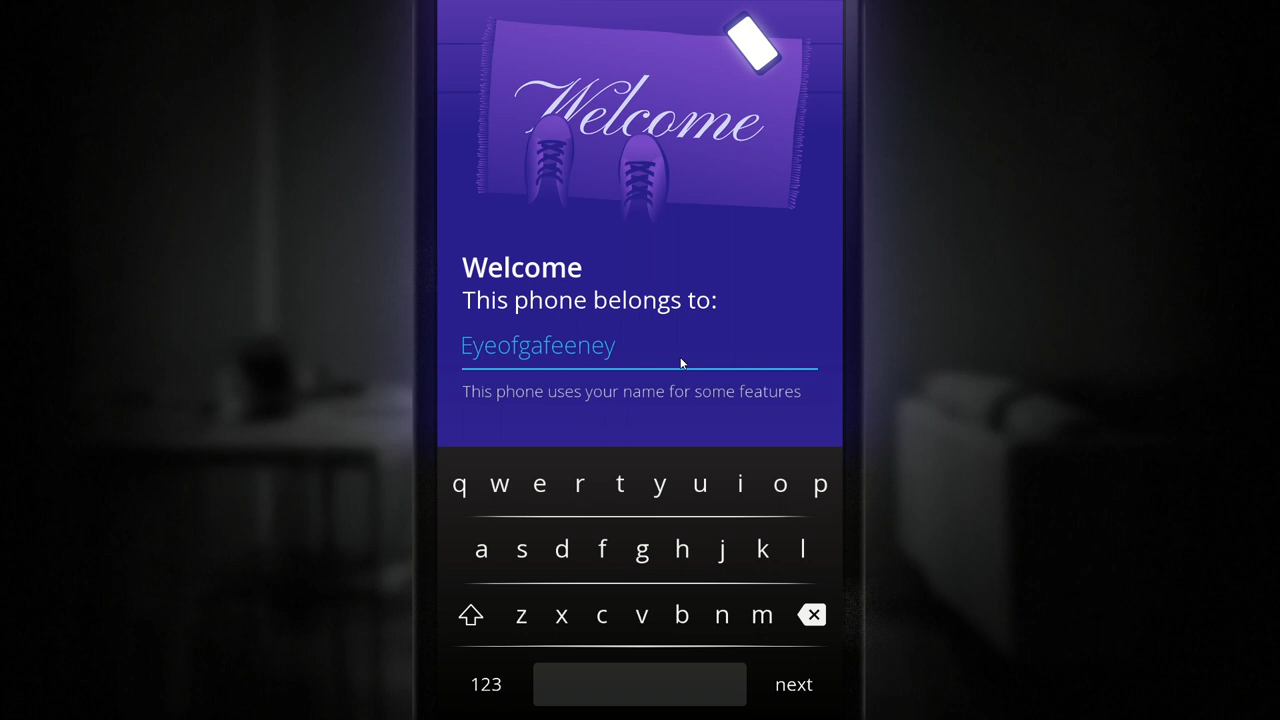 Welcome
Welcome
This phone belongs to:
Eyeofgafeeney
This phone uses your name for some features
q w e r t y u i o p
a s d f g h j k l
z x c v b n m
123 next